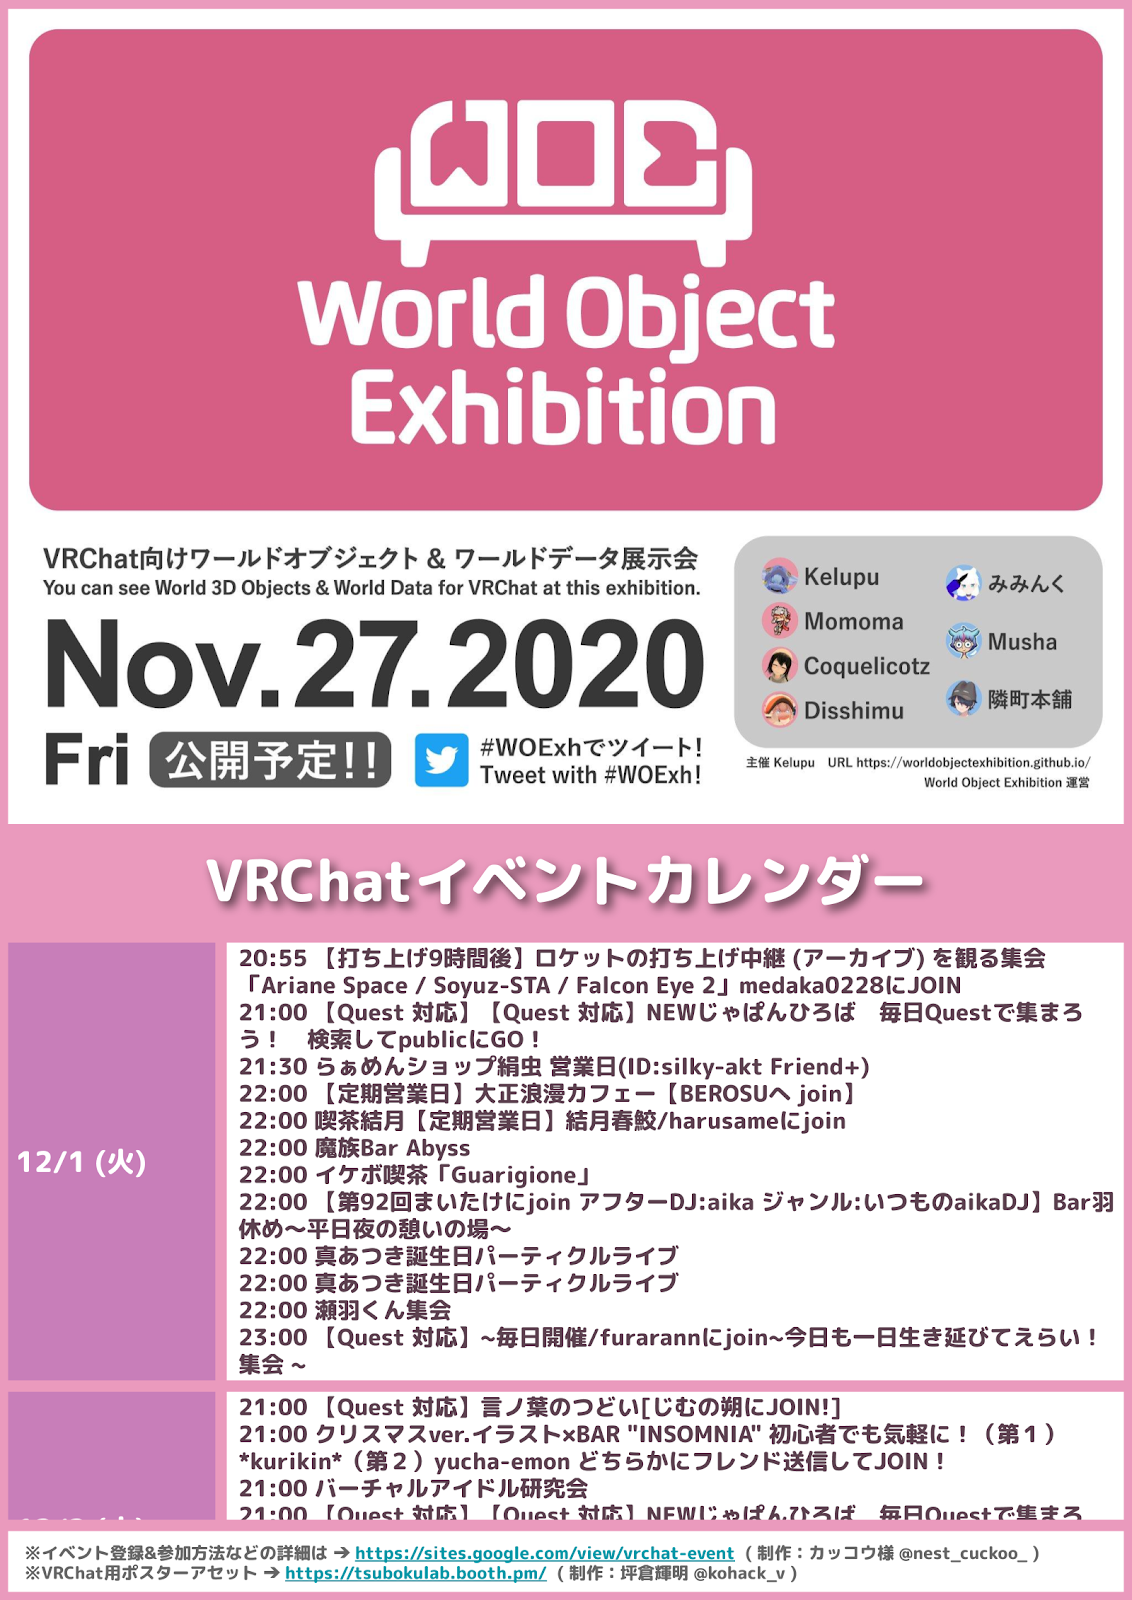 WOE
World Object
Exhibition
VRChat向けワールドオブジェクト & ワールドデータ展示会
You can see World 3D Objects & World Data for VRChat at this exhibition.
Nov.27.2020
Fri 公開予定!!
#WOExhでツイート!
Tweet with #WOExh!
Kelupu
Momoma
Coquelicotz
Disshimu
みみんく
Musha
隣町本舗
主催 Kelupu URL https://worldobjectexhibition.github.io/
World Object Exhibition 運営
VRChatイベントカレンダー
12/1 (火)
20:55 【打ち上げ9時間後】ロケットの打ち上げ中継 (アーカイブ) を観る集会
「Ariane Space / Soyuz-STA / Falcon Eye 2」medaka0228にJOIN
21:00 【Quest 対応】【Quest 対応】NEWじゃぱんひろば　毎日Questで集まろ
う！　検索してpublicにGO！
21:30 らぁめんショップ絹虫 営業日(ID:silky-akt Friend+)
22:00 【定期営業日】大正浪漫カフェー【BEROSUへ join】
22:00 喫茶結月【定期営業日】結月春鮫/harusameにjoin
22:00 魔族Bar Abyss
22:00 イケボ喫茶「Guarigione」
22:00 【第92回まいたけにjoin アフターDJ:aika ジャンル:いつものaikaDJ】Bar羽
休め〜平日夜の憩いの場〜
22:00 真あつき誕生日パーティクルライブ
22:00 真あつき誕生日パーティクルライブ
22:00 瀬羽くん集会
23:00 【Quest 対応】~毎日開催/furarannにjoin~今日も一日生き延びてえらい！
集会 ~
21:00 【Quest 対応】言ノ葉のつどい[じむの朔にJOIN!]
21:00 クリスマスver.イラスト×BAR "INSOMNIA" 初心者でも気軽に！（第１）
*kurikin*（第２）yucha-emon どちらかにフレンド送信してJOIN！
21:00 バーチャルアイドル研究会
21:00 【Quest 対応】【Quest 対応】NEWじゃぱんひろば　毎日Questで集まろ
※イベント登録&参加方法などの詳細は ➔ https://sites.google.com/view/vrchat-event ( 制作：カッコウ様 @nest_cuckoo_ )
※VRChat用ポスターアセット ➔ https://tsubokulab.booth.pm/ ( 制作：坪倉輝明 @kohack_v )